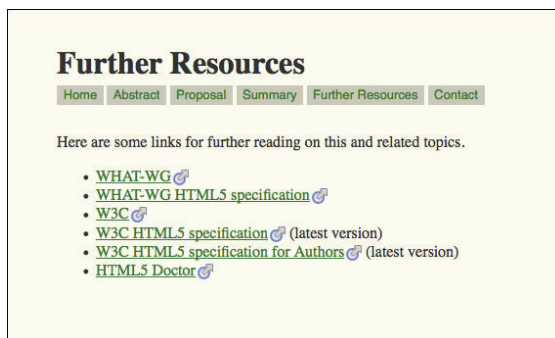 Further Resources
Home Abstract Proposal Summary Further Resources Contact
Here are some links for further reading on this and related topics.
• WHAT-WG
• WHAT-WG HTML5 specification
• W3C
• W3C HTML5 specification (latest version)
• W3C HTML5 specification for Authors (latest version)
• HTML5 Doctor